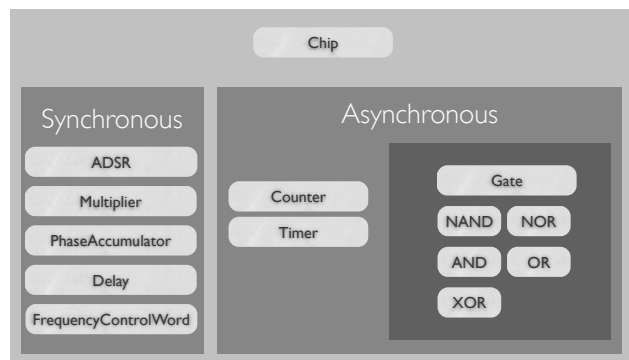 Chip
Synchronous
ADSR
Multiplier
PhaseAccumulator
Delay
FrequencyControlWord
Asynchronous
Counter
Timer
Gate
NAND NOR
AND OR
XOR